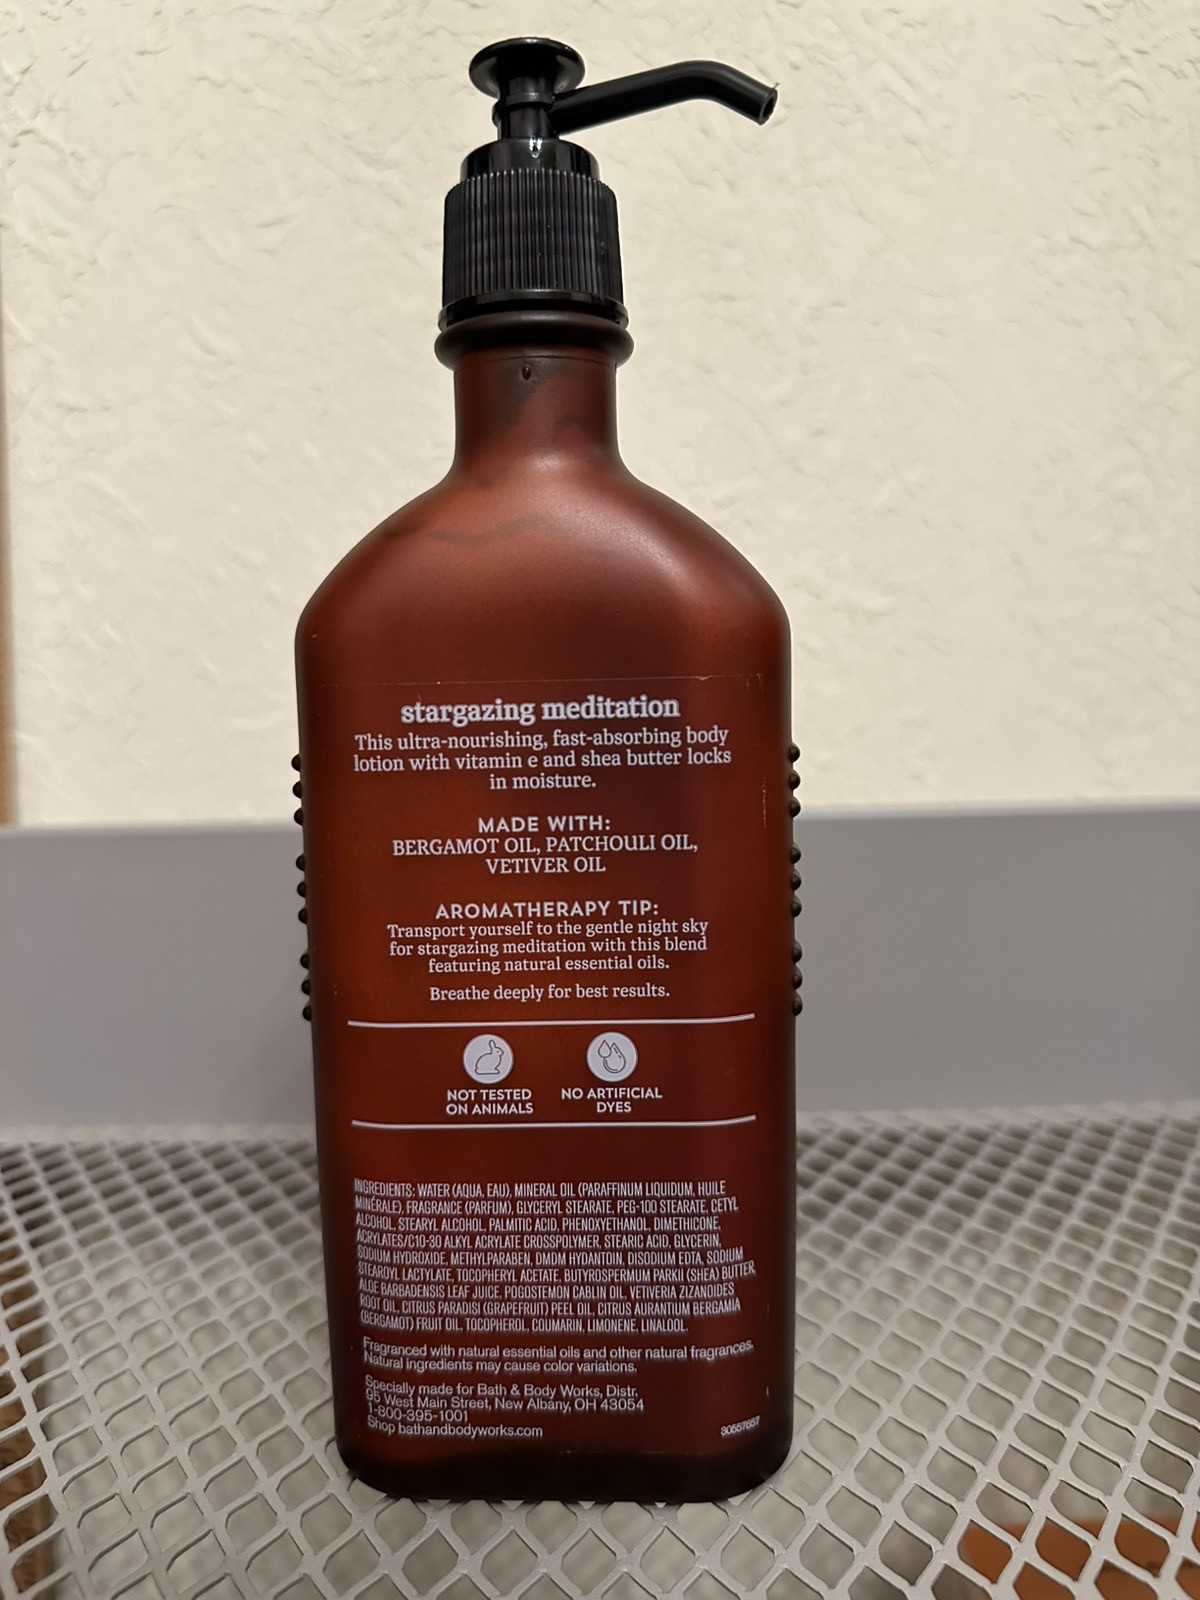 stargazing meditation
This ultra-nourishing, fast-absorbing body
lotion with vitamin e and shea butter locks
in moisture.
MADE WITH:
BERGAMOT OIL, PATCHOULI OIL,
VETIVER OIL
AROMATHERAPY TIP:
Transport yourself to the gentle night sky
for stargazing meditation with this blend
featuring natural essential oils.
Breathe deeply for best results.
NOT TESTED
ON ANIMALS
NO ARTIFICIAL
DYES
INGREDIENTS: WATER (AQUA, EAU), MINERAL OIL (PARAFFINUM LIQUIDUM, HUILE
MINÉRALE), FRAGRANCE (PARFUM), GLYCERYL STEARATE, PEG-100 STEARATE, CETYL
ALCOHOL, STEARYL ALCOHOL, PALMITIC ACID, PHENOXYETHANOL, DIMETHICONE,
ACRYLATES/C10-30 ALKYL ACRYLATE CROSSPOLYMER, STEARIC ACID, GLYCERIN,
SODIUM HYDROXIDE, METHYLPARABEN, DMDM HYDANTOIN, DISODIUM EDTA, SODIUM
STEAROYL LACTYLATE, TOCOPHERYL ACETATE, BUTYROSPERMUM PARKII (SHEA) BUTTER,
ALOE BARBADENSIS LEAF JUICE, POGOSTEMON CABLIN OIL, VETIVERIA ZIZANOIDES
ROOT OIL, CITRUS PARADISI (GRAPEFRUIT) PEEL OIL, CITRUS AURANTIUM BERGAMIA
(BERGAMOT) FRUIT OIL, TOCOPHEROL, COUMARIN, LIMONENE, LINALOOL.
Fragranced with natural essential oils and other natural fragrances.
Natural ingredients may cause color variations.
Specially made for Bath & Body Works, Distr.
95 West Main Street, New Albany, OH 43054
1-800-395-1001
Shop bathandbodyworks.com
30557657